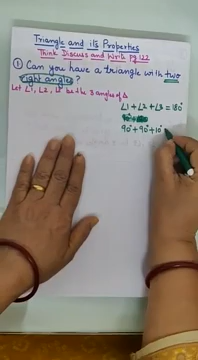 Triangle and its Properties
Think Discuss and Write pg 122
① Can you have a triangle with two
right angles?
Let ∠1, ∠2, ∠3 be the 3 angles of Δ
∠1 + ∠2 + ∠3 = 180°
90° + 90° + 10°